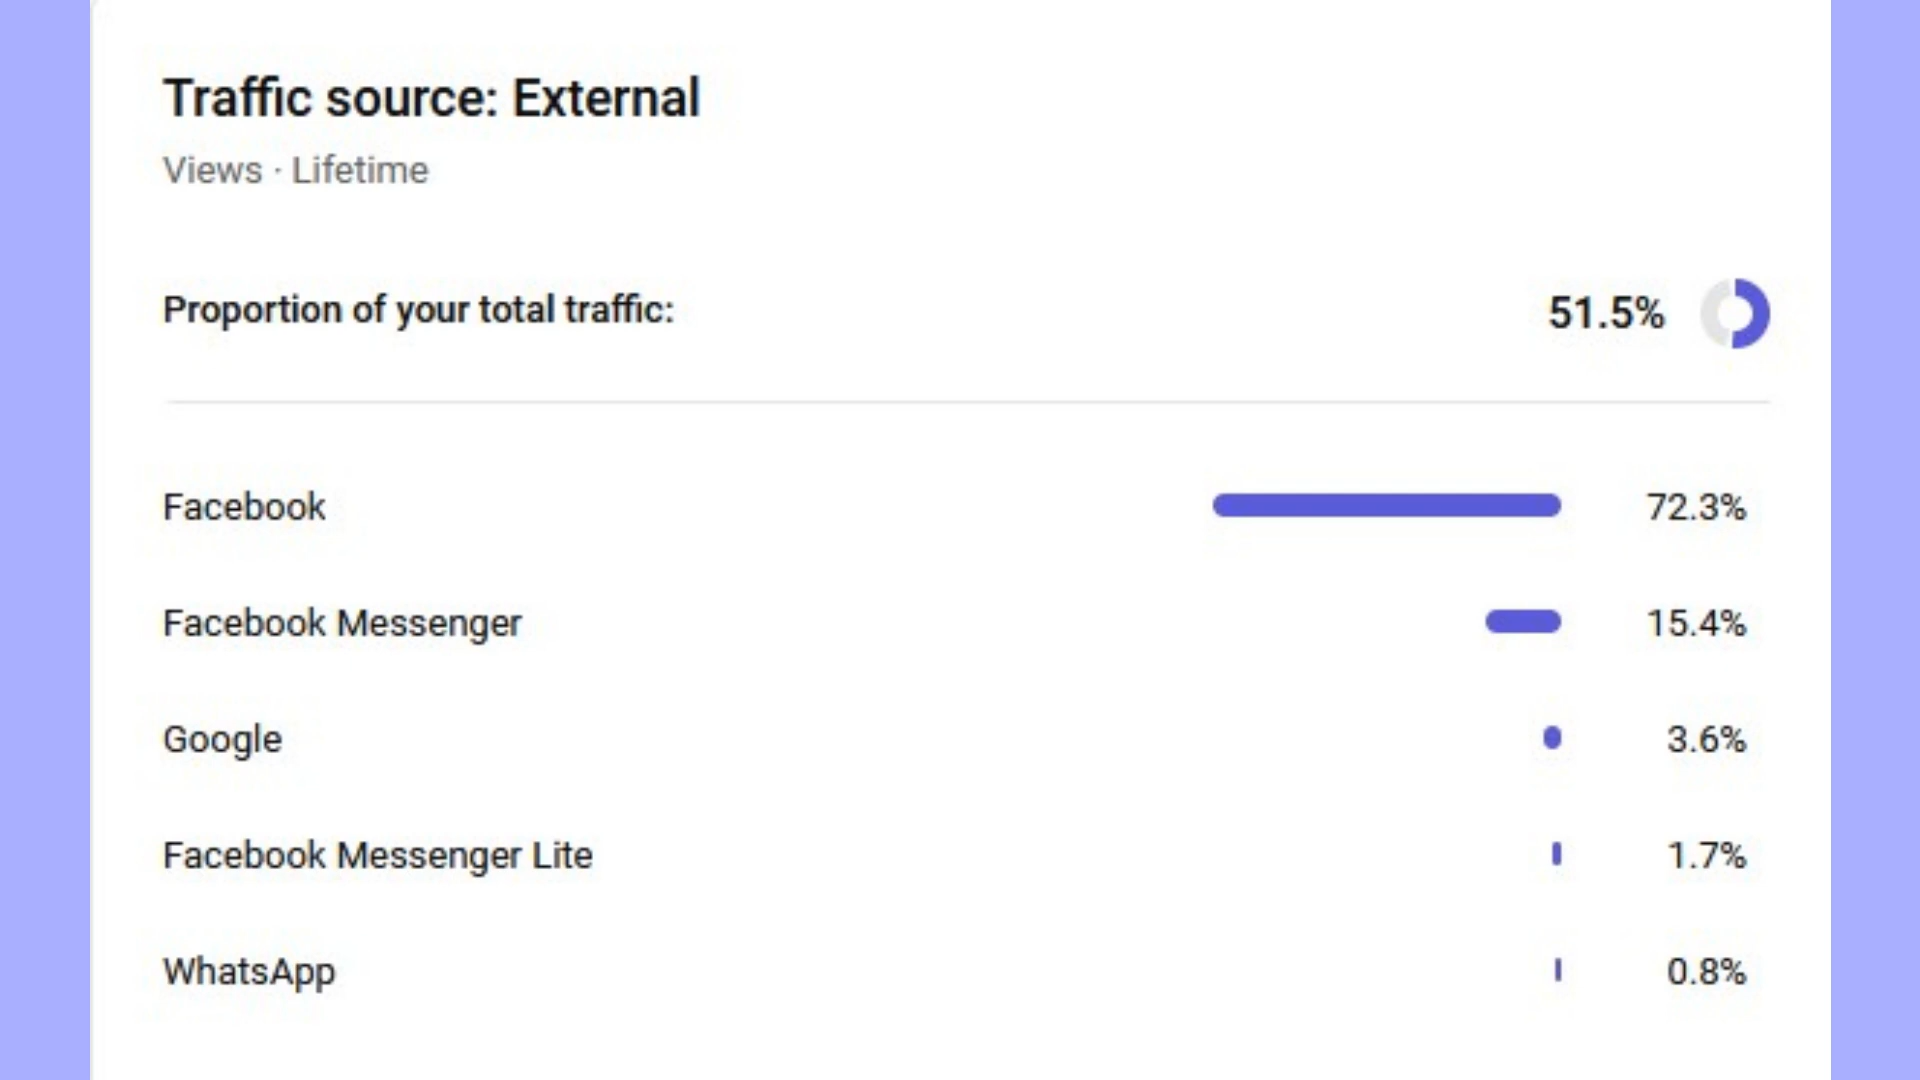 Traffic source: External
Views · Lifetime
Proportion of your total traffic: 51.5%
Facebook 72.3%
Facebook Messenger 15.4%
Google 3.6%
Facebook Messenger Lite 1.7%
WhatsApp 0.8%